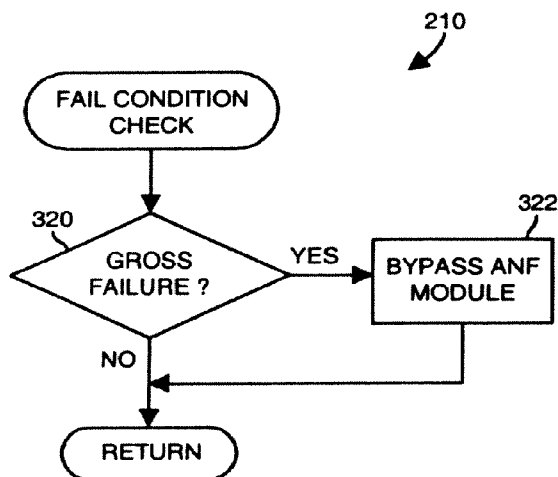 210
FAIL CONDITION
CHECK
320
GROSS
FAILURE ?
YES
322
BYPASS ANF
MODULE
NO
RETURN